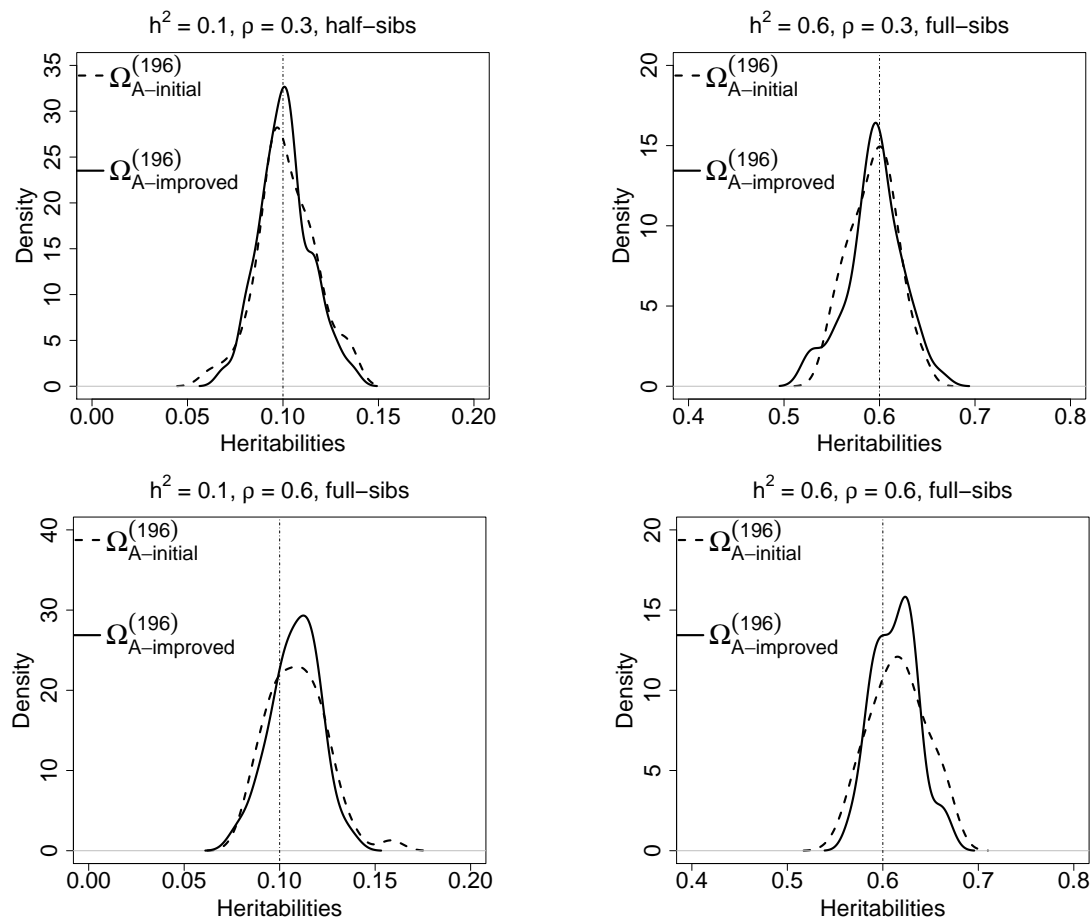 h² = 0.1, ρ = 0.3, half−sibs
Ω(196)A−initial
Ω(196)A−improved
Density
0 5 10 15 20 25 30 35
0.00 0.05 0.10 0.15 0.20
Heritabilities
h² = 0.6, ρ = 0.3, full−sibs
Ω(196)A−initial
Ω(196)A−improved
Density
0 5 10 15 20
0.4 0.5 0.6 0.7 0.8
Heritabilities
h² = 0.1, ρ = 0.6, full−sibs
Ω(196)A−initial
Ω(196)A−improved
Density
0 10 20 30 40
0.00 0.05 0.10 0.15 0.20
Heritabilities
h² = 0.6, ρ = 0.6, full−sibs
Ω(196)A−initial
Ω(196)A−improved
Density
0 5 10 15 20
0.4 0.5 0.6 0.7 0.8
Heritabilities